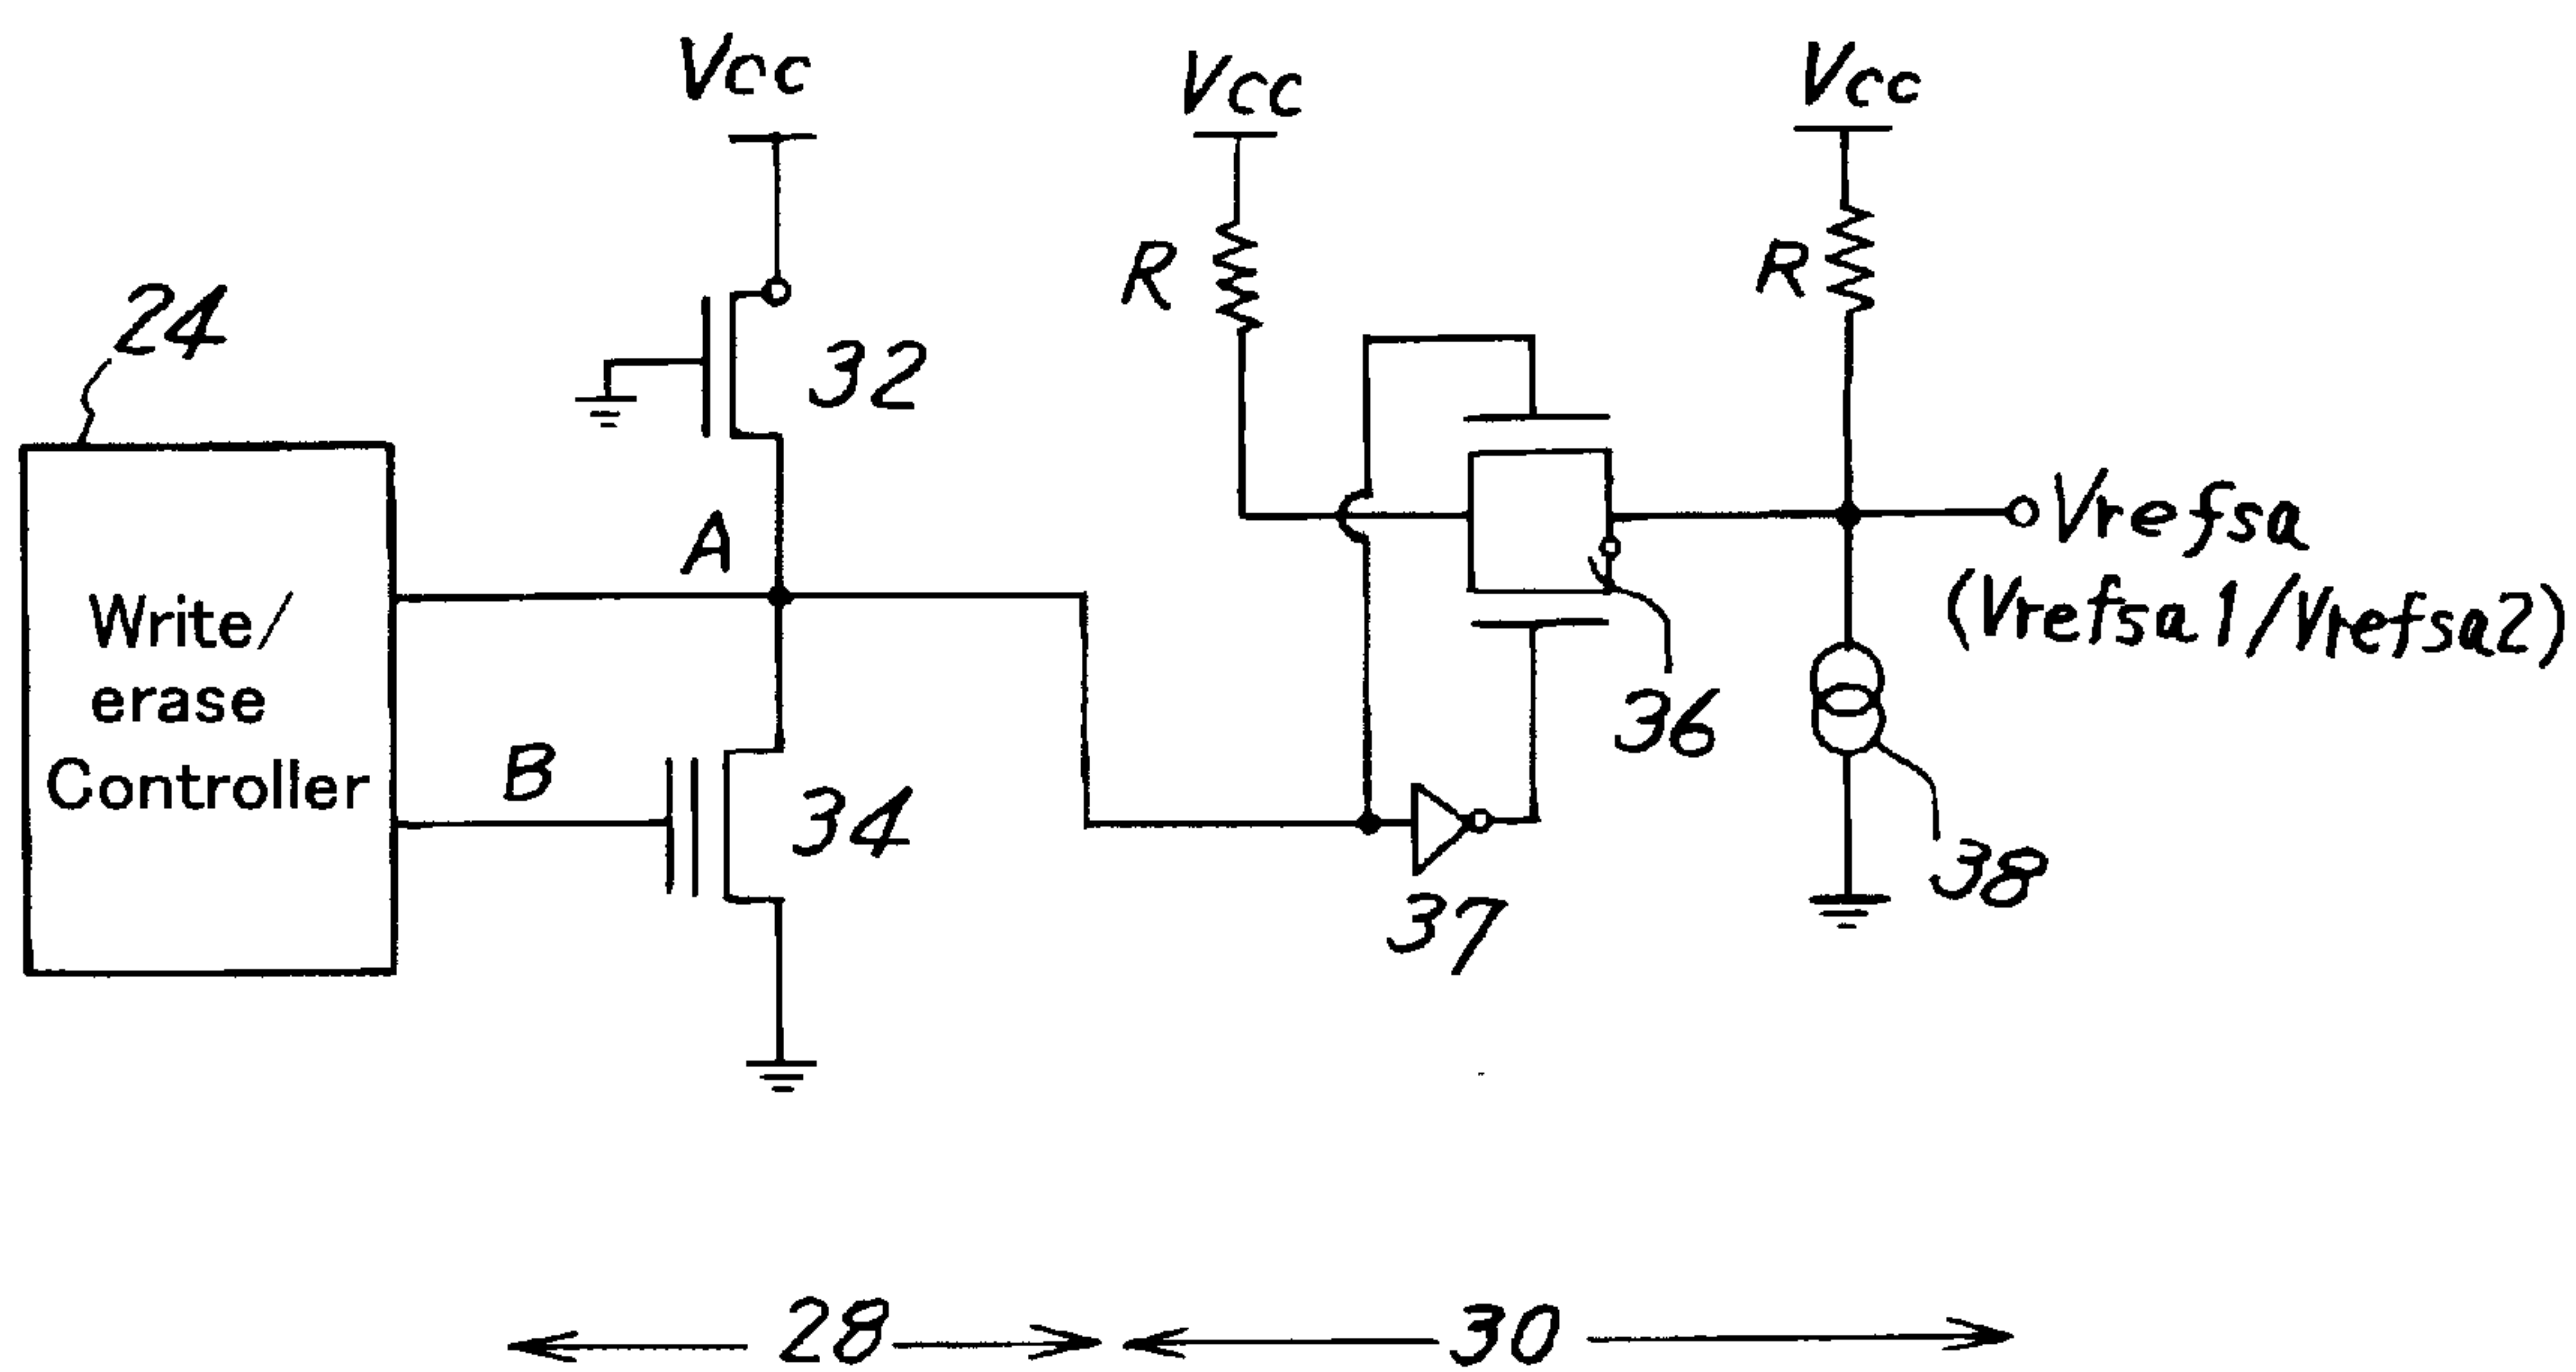 Vcc
Vcc
Vcc
24
32
R
R
A
Vrefsa
(Vrefsa1/Vrefsa2)
Write/
erase
Controller
B
34
36
37
38
28
30